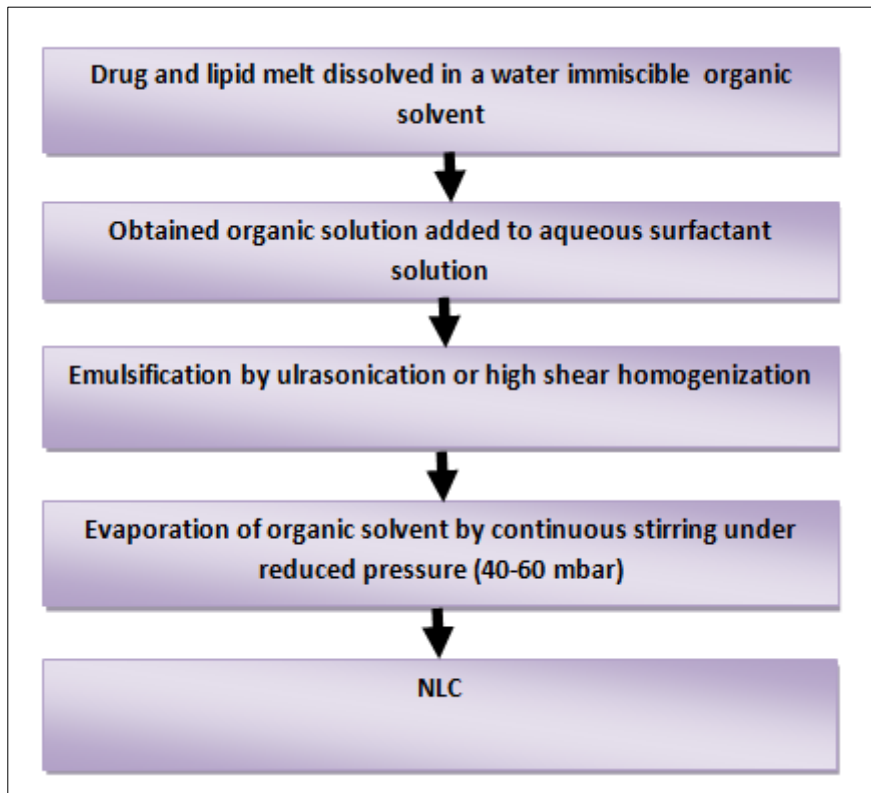 Drug and lipid melt dissolved in a water immiscible organic
solvent
Obtained organic solution added to aqueous surfactant
solution
Emulsification by ulrasonication or high shear homogenization
Evaporation of organic solvent by continuous stirring under
reduced pressure (40-60 mbar)
NLC